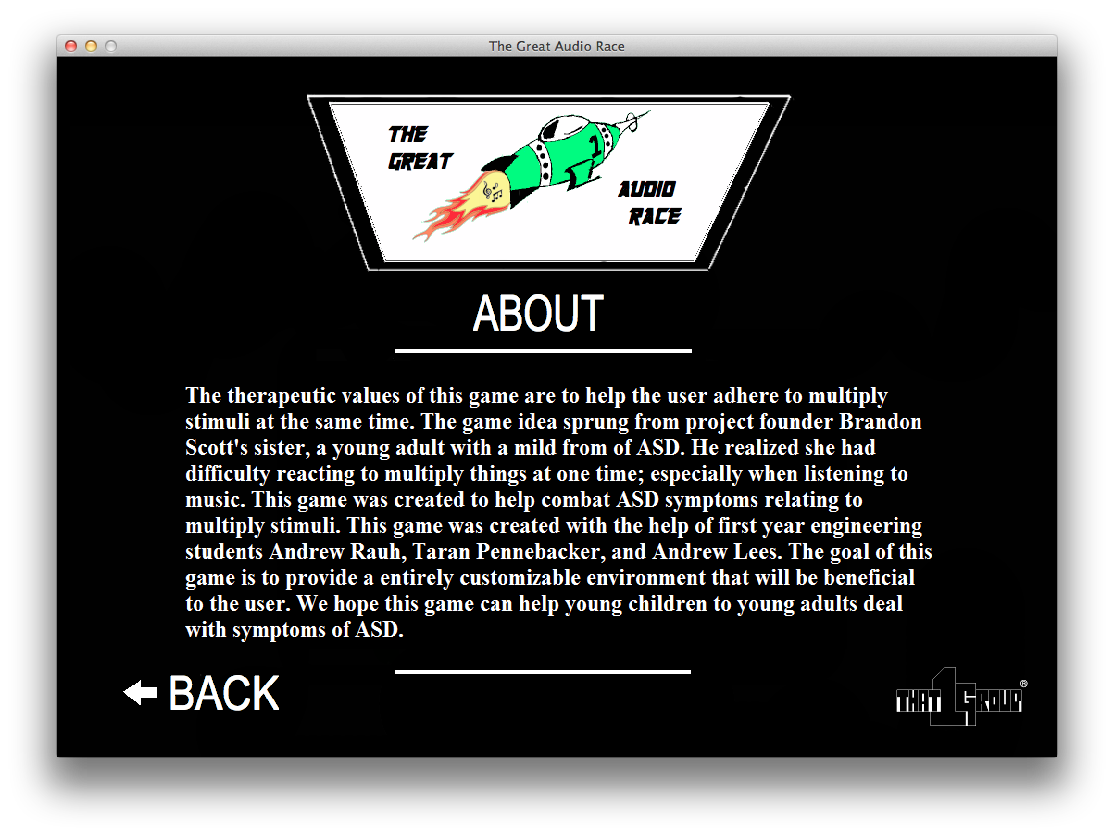 The Great Audio Race
THE
GREAT
1
AUDIO
RACE
ABOUT
The therapeutic values of this game are to help the user adhere to multiply
stimuli at the same time. The game idea sprung from project founder Brandon
Scott's sister, a young adult with a mild from of ASD. He realized she had
difficulty reacting to multiply things at one time; especially when listening to
music. This game was created to help combat ASD symptoms relating to
multiply stimuli. This game was created with the help of first year engineering
students Andrew Rauh, Taran Pennebacker, and Andrew Lees. The goal of this
game is to provide a entirely customizable environment that will be beneficial
to the user. We hope this game can help young children to young adults deal
with symptoms of ASD.
BACK
THAT 1 GROUP ®